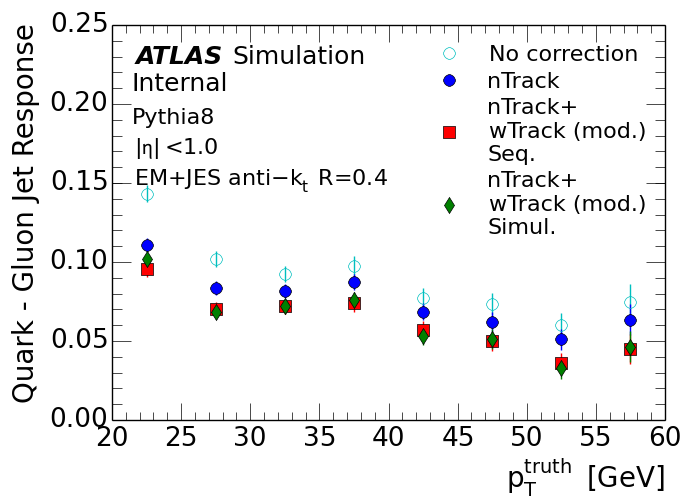 0.25
0.20
0.15
0.10
0.05
0.00
Quark - Gluon Jet Response
ATLAS Simulation
Internal
Pythia8
|η| <1.0
EM+JES anti−kt R=0.4
No correction
nTrack
nTrack+
wTrack (mod.)
Seq.
nTrack+
wTrack (mod.)
Simul.
20 25 30 35 40 45 50 55 60
p_T^truth [GeV]